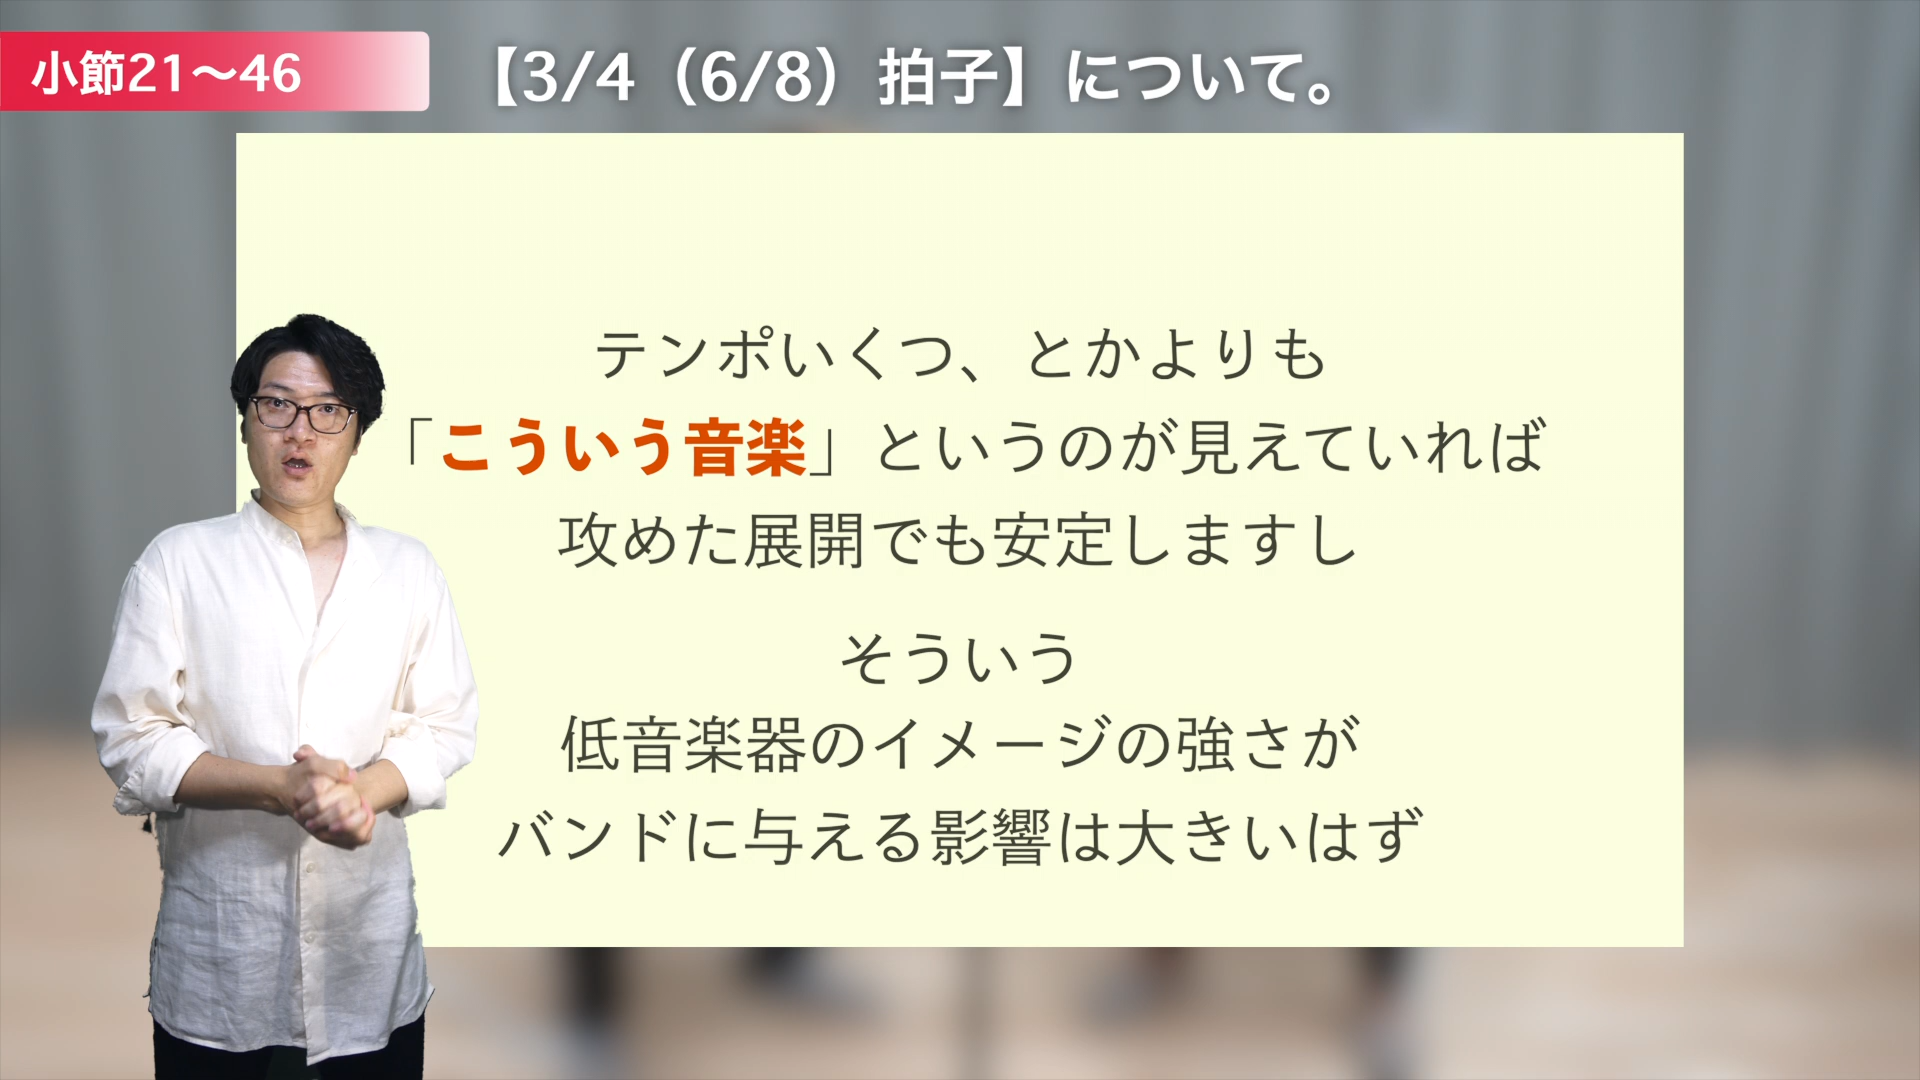 小節21〜46
【3/4（6/8）拍子】について。
テンポいくつ、とかよりも
「こういう音楽」というのが見えていれば
攻めた展開でも安定しますし
そういう
低音楽器のイメージの強さが
バンドに与える影響は大きいはず